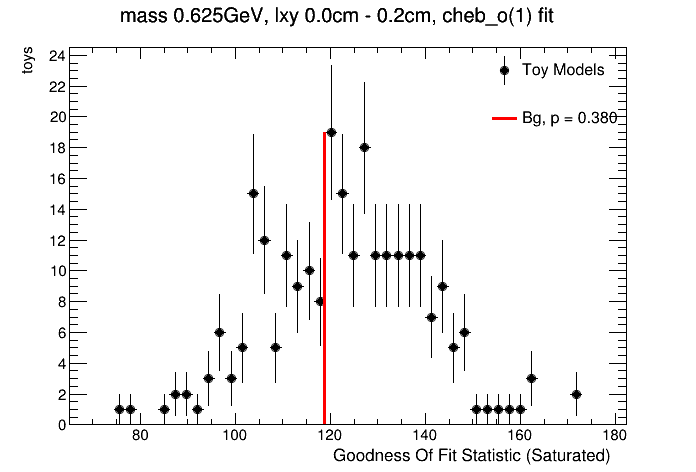 mass 0.625GeV, lxy 0.0cm - 0.2cm, cheb_o(1) fit
toys
24
22
20
18
16
14
12
10
8
6
4
2
0
Toy Models
Bg, p = 0.380
80 100 120 140 160 180
Goodness Of Fit Statistic (Saturated)